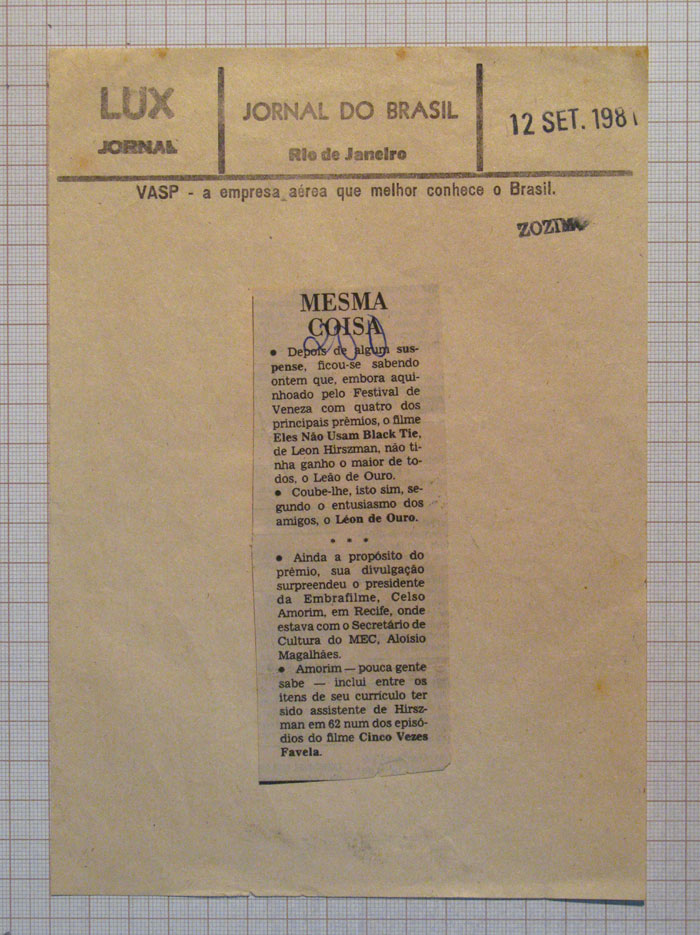 LUX
JORNAL
JORNAL DO BRASIL
Rio de Janeiro
12 SET. 1981
VASP - a empresa aérea que melhor conhece o Brasil.
ZOZIMO
MESMA
COISA
200
● Depois de algum sus-
pense, ficou-se sabendo
ontem que, embora aqui-
nhoado pelo Festival de
Veneza com quatro dos
principais prêmios, o filme
Eles Não Usam Black Tie,
de Leon Hirszman, não ti-
nha ganho o maior de to-
dos, o Leão de Ouro.
● Coube-lhe, isto sim, se-
gundo o entusiasmo dos
amigos, o Léon de Ouro.
* * *
● Ainda a propósito do
prêmio, sua divulgação
surpreendeu o presidente
da Embrafilme, Celso
Amorim, em Recife, onde
estava com o Secretário de
Cultura do MEC, Aloísio
Magalhães.
● Amorim — pouca gente
sabe — inclui entre os
itens de seu currículo ter
sido assistente de Hirsz-
man em 62 num dos episó-
dios do filme Cinco Vezes
Favela.